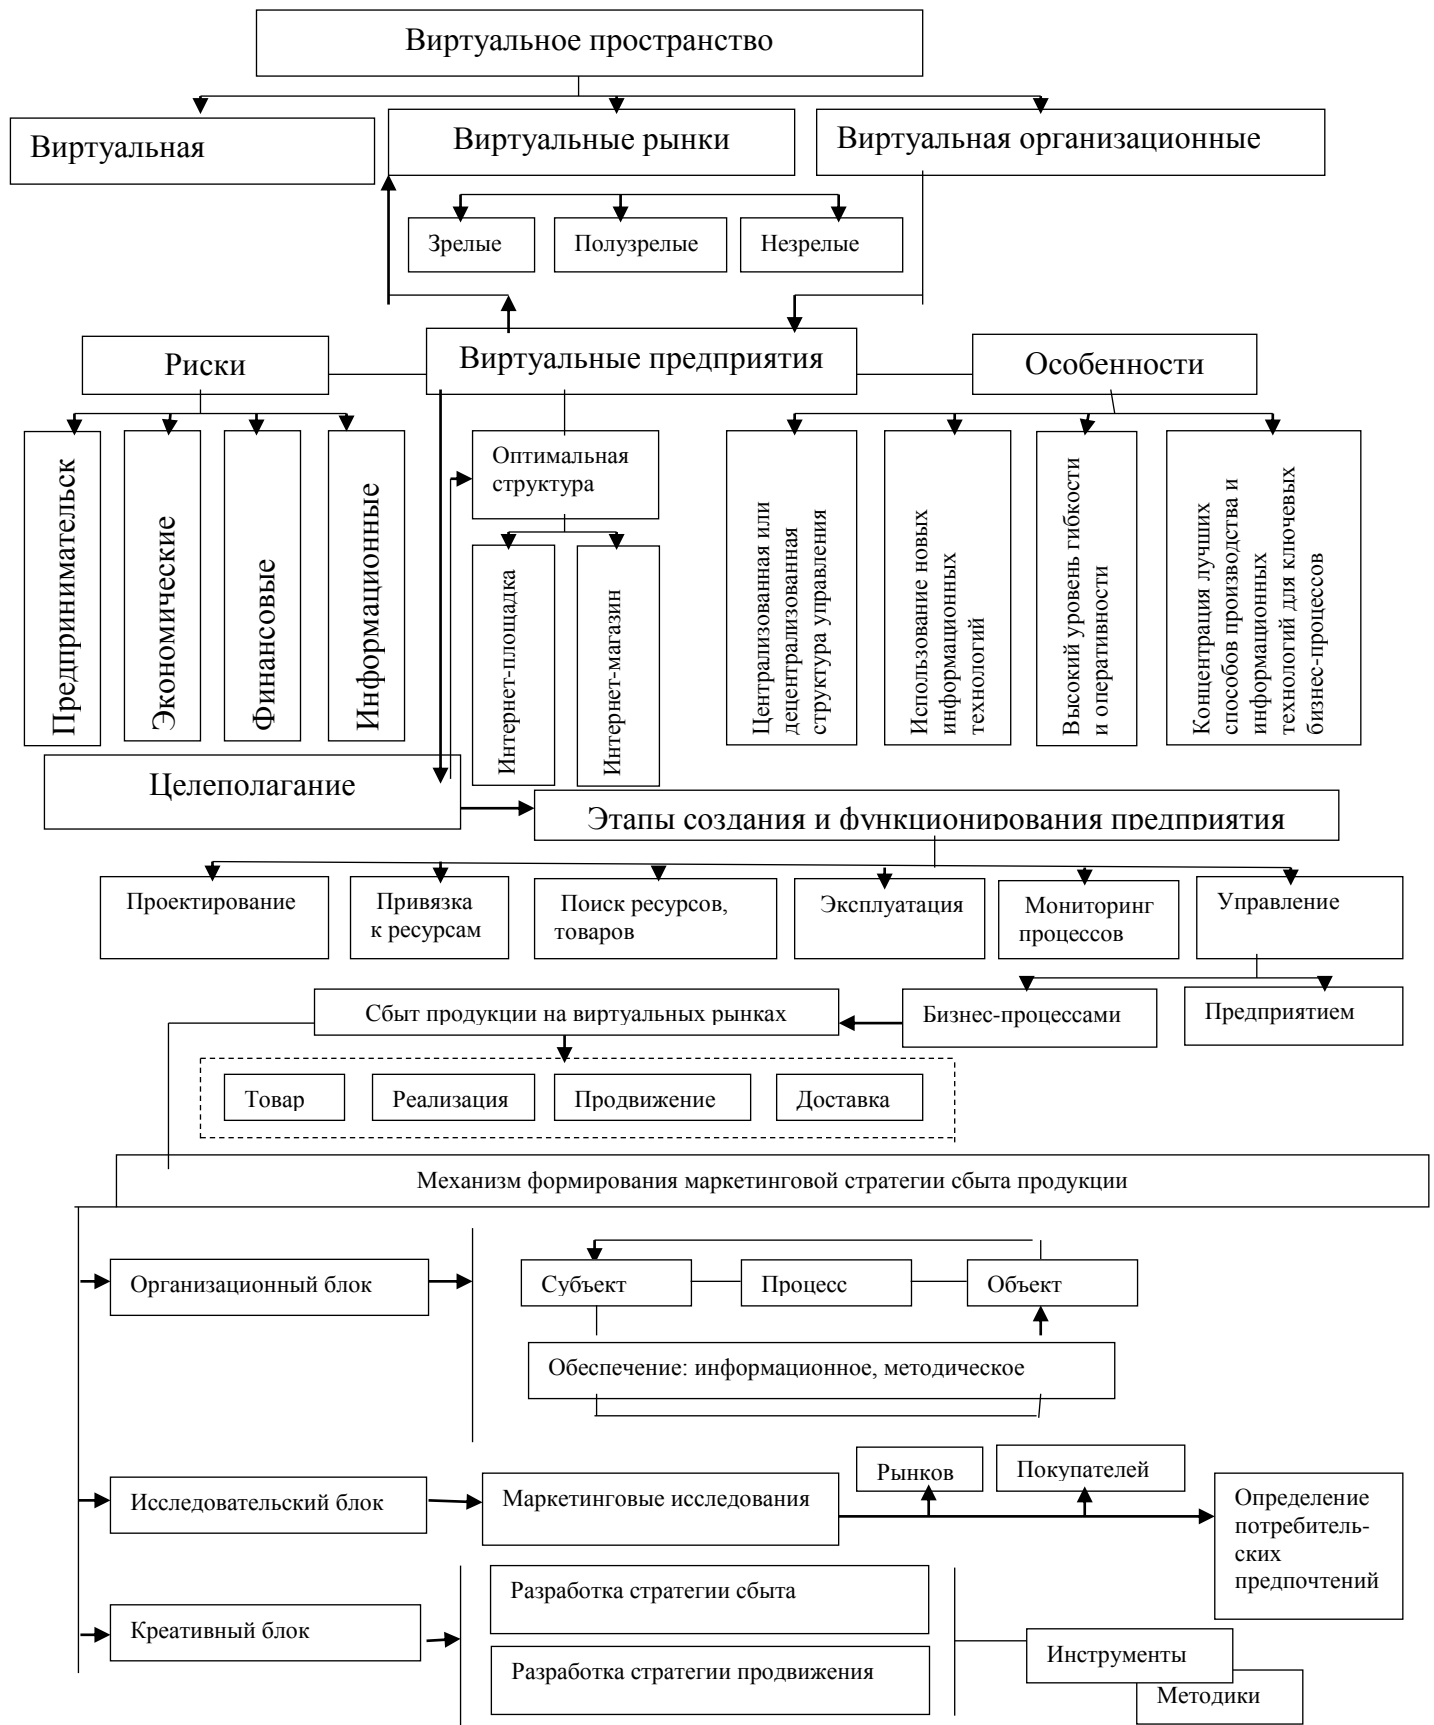 Виртуальное пространство
Виртуальная
Виртуальные рынки
Виртуальная организационные
Зрелые
Полузрелые
Незрелые
Риски
Виртуальные предприятия
Особенности
Предпринимательск
Экономические
Финансовые
Информационные
Оптимальная
структура
Интернет-площадка
Интернет-магазин
Централизованная или
децентрализованная
структура управления
Использование новых
информационных
технологий
Высокий уровень гибкости
и оперативности
Концентрация лучших
способов производства и
информационных
технологий для ключевых
бизнес-процессов
Целеполагание
Этапы создания и функционирования предприятия
Проектирование
Привязка
к ресурсам
Поиск ресурсов,
товаров
Эксплуатация
Мониторинг
процессов
Управление
Сбыт продукции на виртуальных рынках
Бизнес-процессами
Предприятием
Товар
Реализация
Продвижение
Доставка
Механизм формирования маркетинговой стратегии сбыта продукции
Организационный блок
Субъект
Процесс
Объект
Обеспечение: информационное, методическое
Исследовательский блок
Маркетинговые исследования
Рынков
Покупателей
Определение
потребитель-
ских
предпочтений
Креативный блок
Разработка стратегии сбыта
Разработка стратегии продвижения
Инструменты
Методики